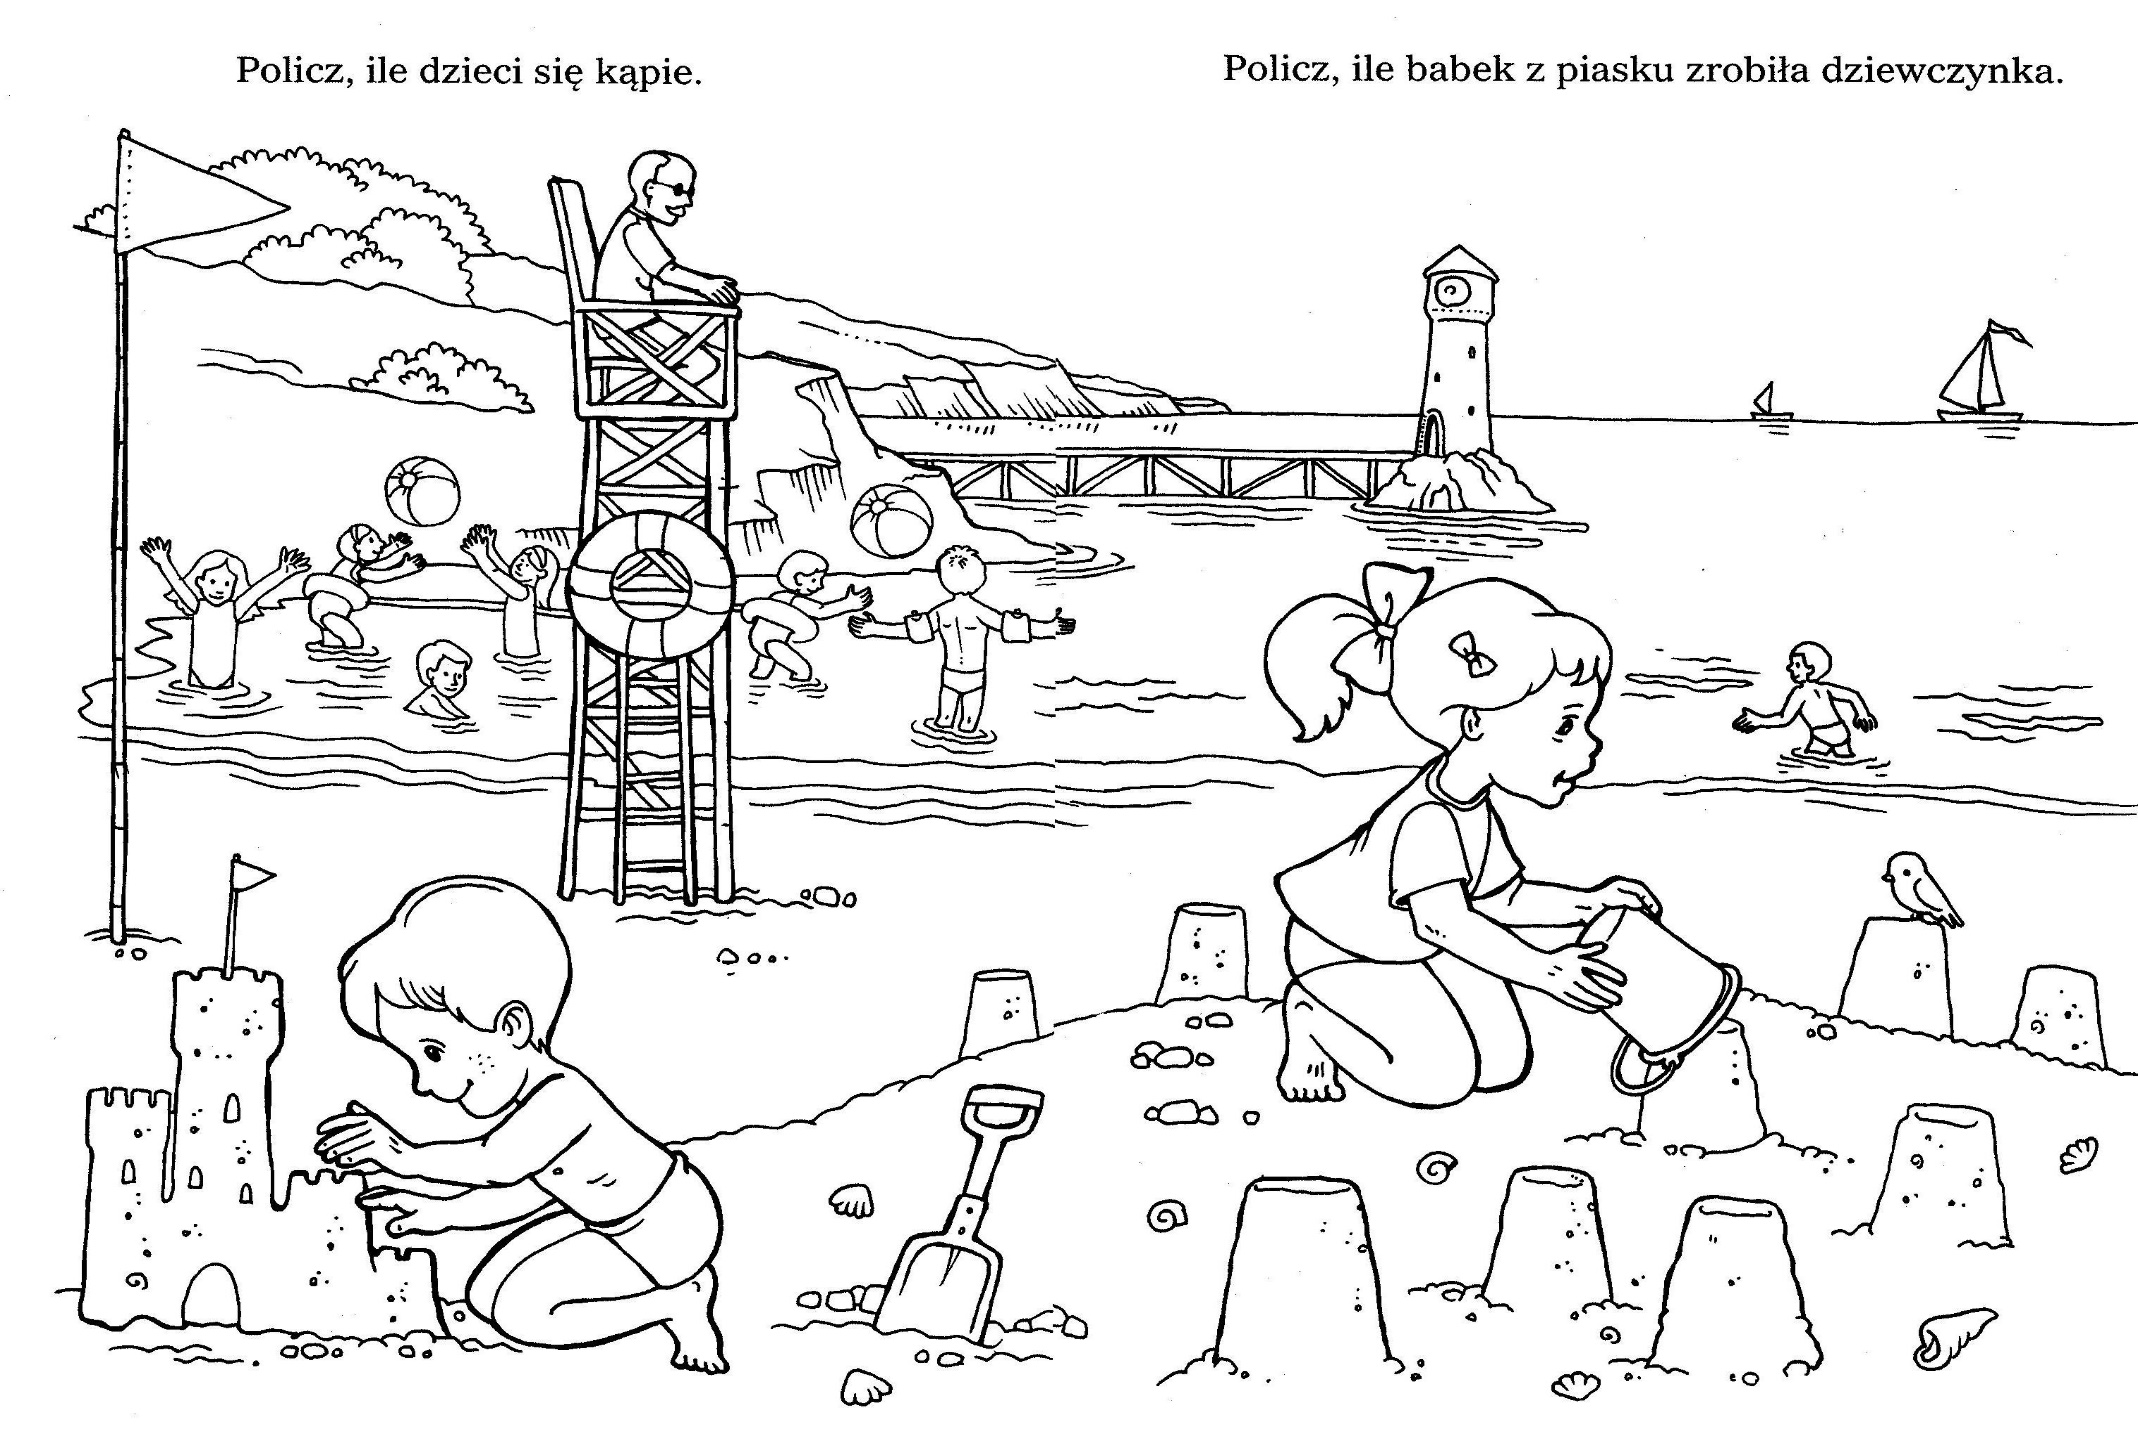 Policz, ile dzieci się kąpie.
Policz, ile babek z piasku zrobiła dziewczynka.